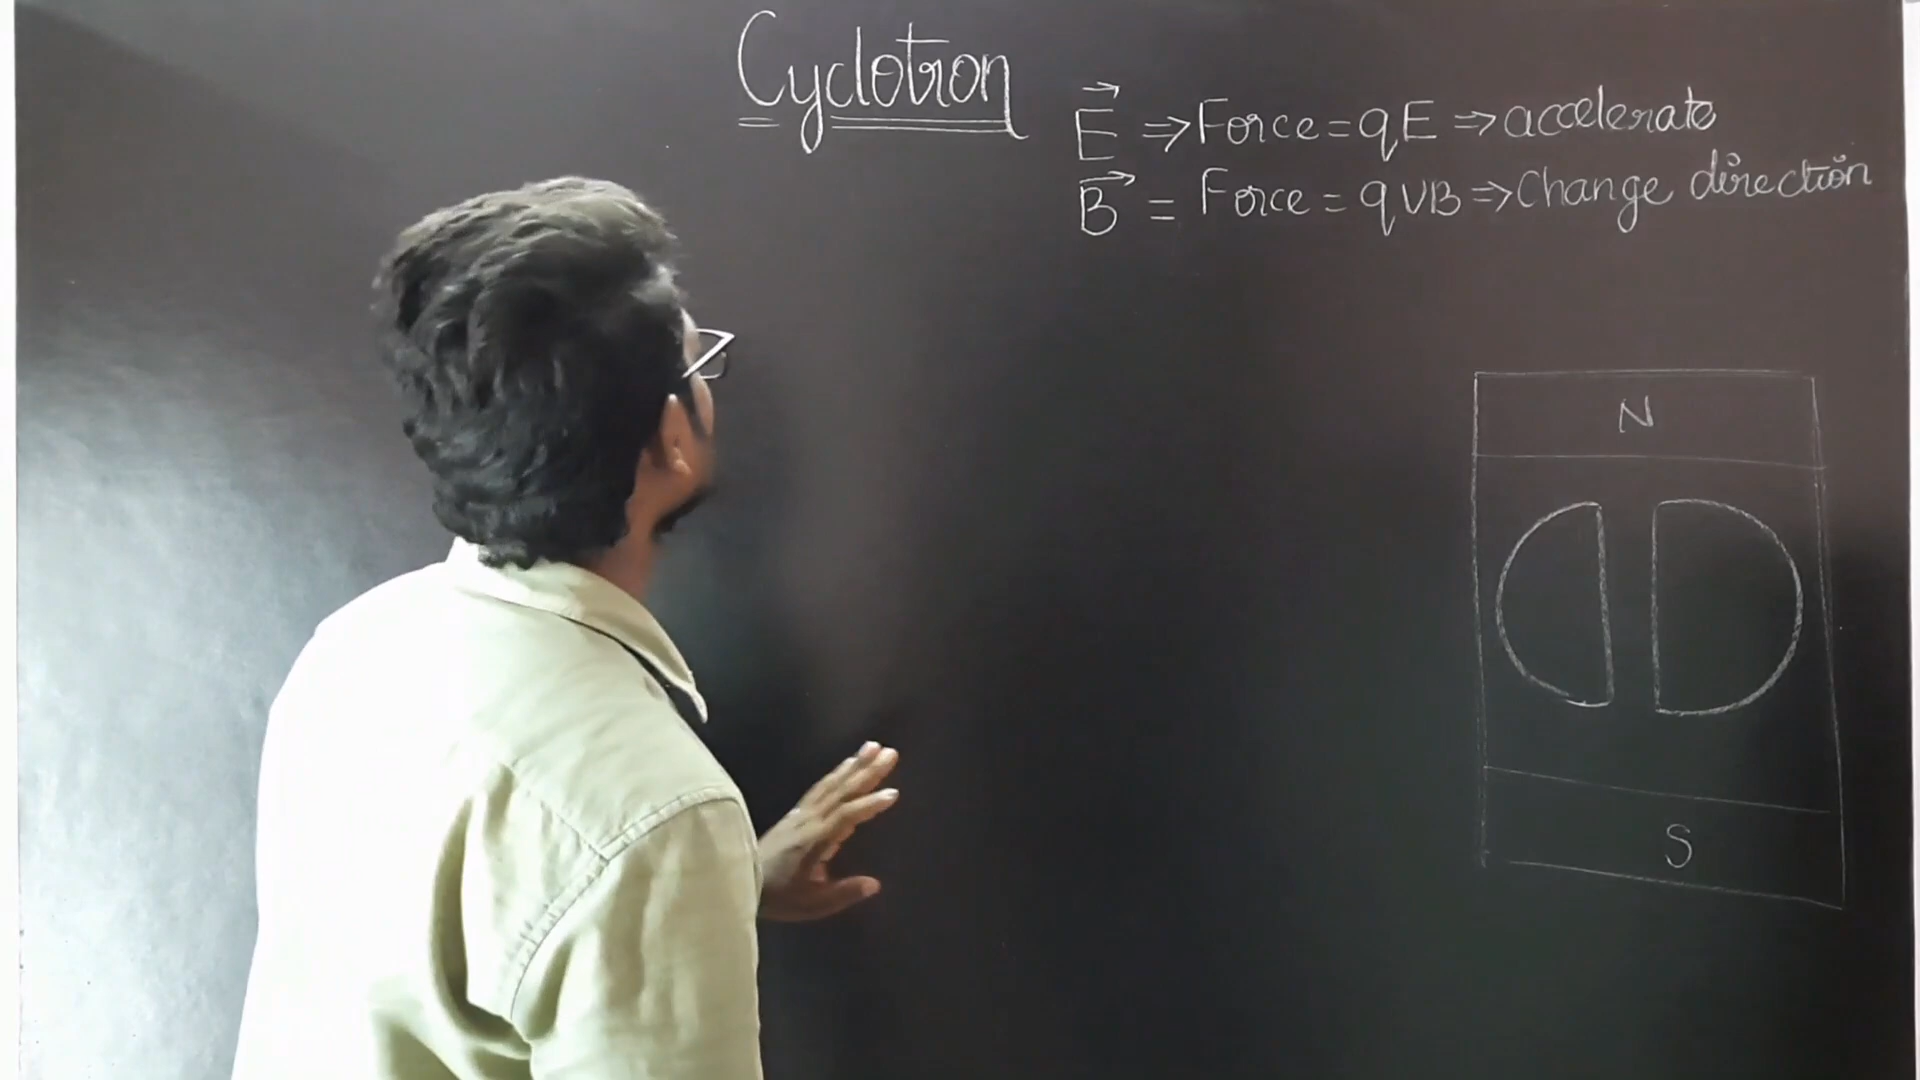 Cyclotron
E⃗ ⇒ Force = qE ⇒ accelerate
B⃗ = Force = qVB ⇒ Change direction
N
S